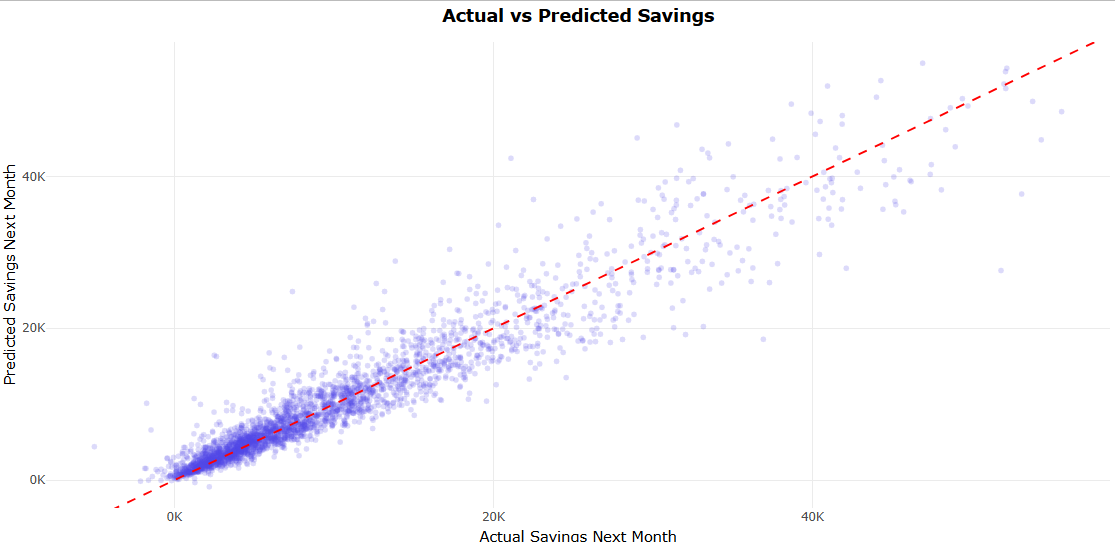 Actual vs Predicted Savings
Predicted Savings Next Month
40K
20K
0K
0K
20K
40K
Actual Savings Next Month